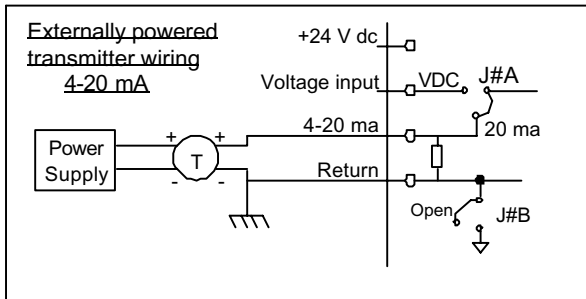 Externally powered
transmitter wiring
4-20 mA
+24 V dc
Voltage input
VDC
J#A
4-20 ma
20 ma
Power
Supply
+
+
T
-
-
Return
Open
J#B